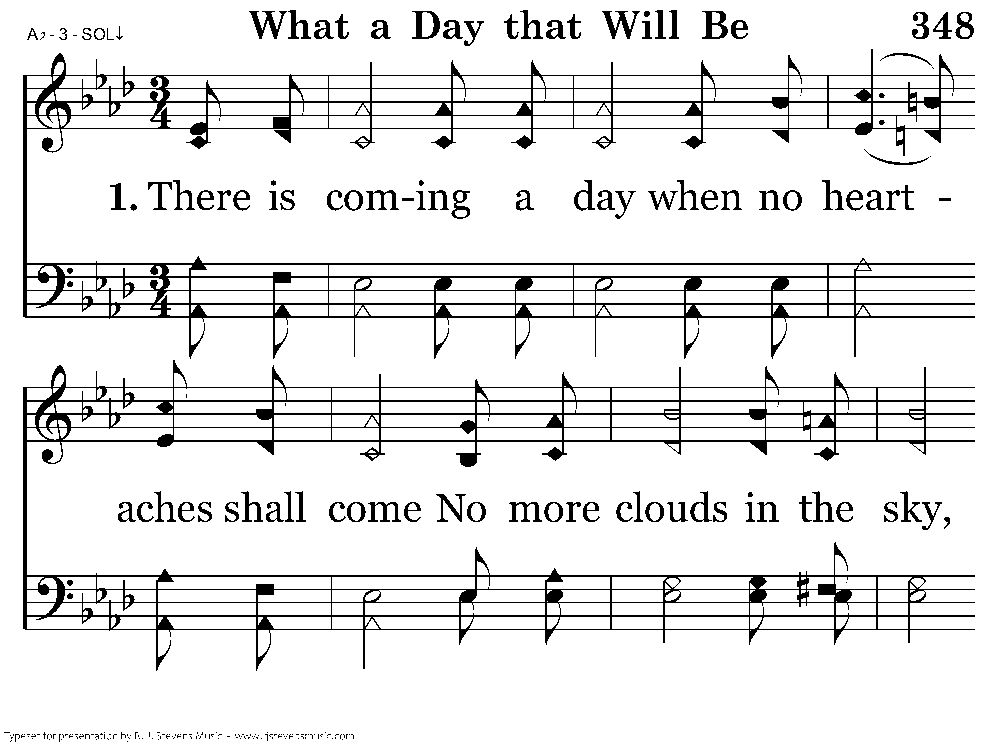 What a Day that Will Be
348
A♭ - 3 - SOL↓
1. There is com-ing a day when no heart -
aches shall come No more clouds in the sky,
Typeset for presentation by R. J. Stevens Music - www.rjstevensmusic.com